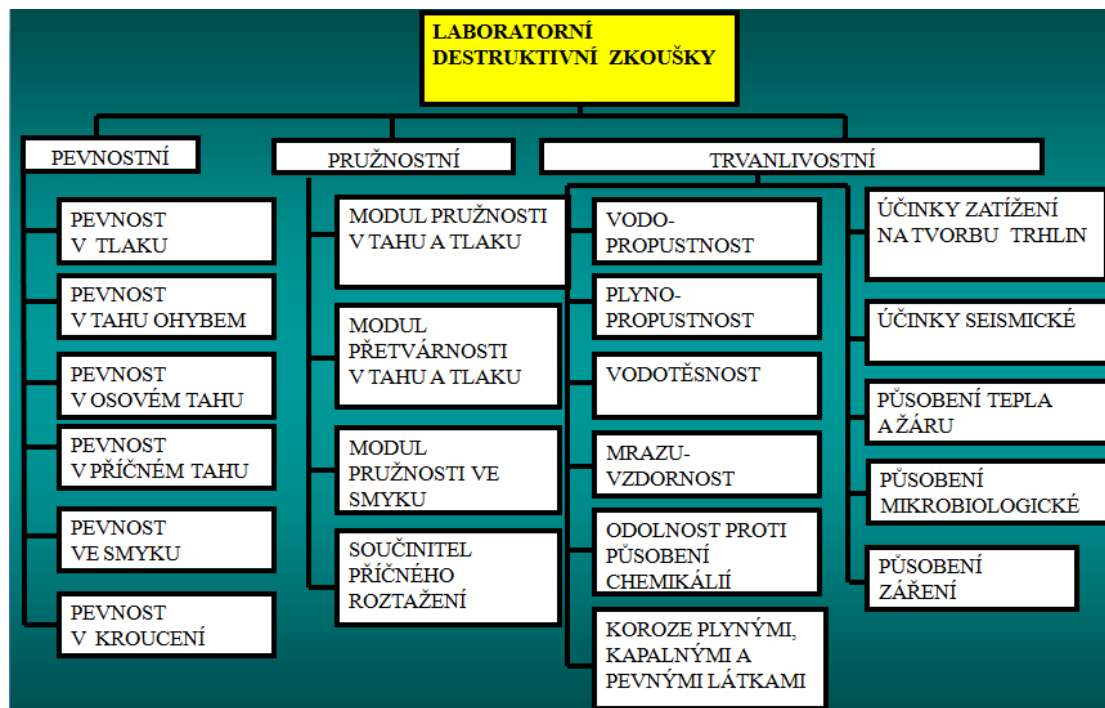 LABORATORNÍ
DESTRUKTIVNÍ ZKOUŠKY
PEVNOSTNÍ
PEVNOST
V TLAKU
PEVNOST
V TAHU OHYBEM
PEVNOST
V OSOVÉM TAHU
PEVNOST
V PŘÍČNÉM TAHU
PEVNOST
VE SMYKU
PEVNOST
V KROUCENÍ
PRUŽNOSTNÍ
MODUL PRUŽNOSTI
V TAHU A TLAKU
MODUL
PŘETVÁRNOSTI
V TAHU A TLAKU
MODUL
PRUŽNOSTI VE
SMYKU
SOUČINITEL
PŘÍČNÉHO
ROZTAŽENÍ
TRVANLIVOSTNÍ
VODO-
PROPUSTNOST
PLYNO-
PROPUSTNOST
VODOTĚSNOST
MRAZU-
VZDORNOST
ODOLNOST PROTI
PŮSOBENÍ
CHEMIKÁLIÍ
KOROZE PLYNÝMI,
KAPALNÝMI A
PEVNÝMI LÁTKAMI
ÚČINKY ZATÍŽENÍ
NA TVORBU TRHLIN
ÚČINKY SEISMICKÉ
PŮSOBENÍ TEPLA
A ŽÁRU
PŮSOBENÍ
MIKROBIOLOGICKÉ
PŮSOBENÍ
ZÁŘENÍ